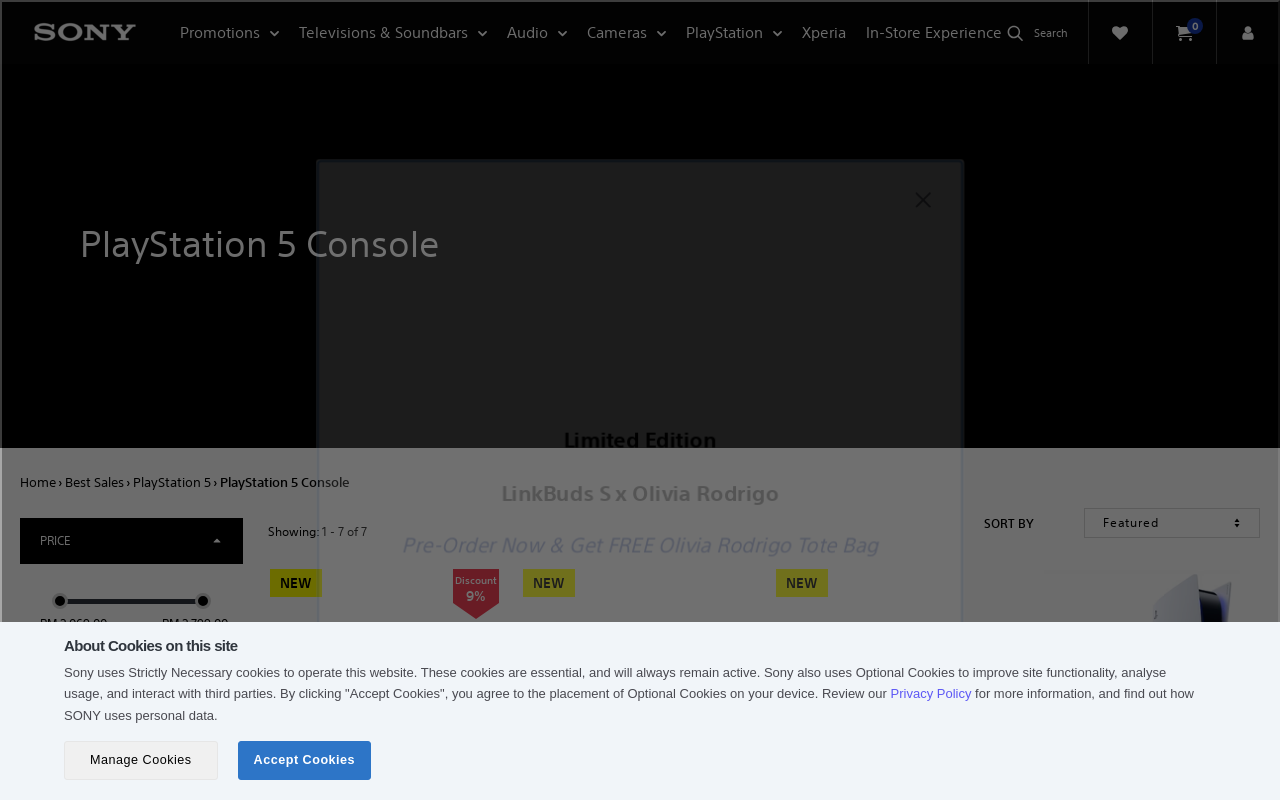 SONY
Promotions Televisions & Soundbars Audio Cameras PlayStation Xperia In-Store Experience Search 0
PlayStation 5 Console
Limited Edition
LinkBuds S x Olivia Rodrigo
Pre-Order Now & Get FREE Olivia Rodrigo Tote Bag
Home › Best Sales › PlayStation 5 › PlayStation 5 Console
PRICE
Showing: 1 - 7 of 7
SORT BY Featured
NEW
Discount
9%
NEW
NEW
About Cookies on this site
Sony uses Strictly Necessary cookies to operate this website. These cookies are essential, and will always remain active. Sony also uses Optional Cookies to improve site functionality, analyse
usage, and interact with third parties. By clicking "Accept Cookies", you agree to the placement of Optional Cookies on your device. Review our Privacy Policy for more information, and find out how
SONY uses personal data.
Manage Cookies Accept Cookies